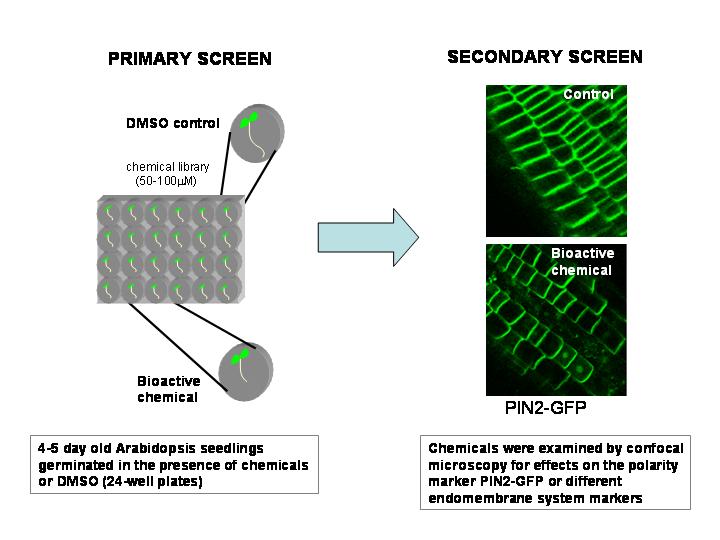 PRIMARY SCREEN
DMSO control
chemical library
(50-100µM)
Bioactive
chemical
4-5 day old Arabidopsis seedlings
germinated in the presence of chemicals
or DMSO (24-well plates)
SECONDARY SCREEN
Control
Bioactive
chemical
PIN2-GFP
Chemicals were examined by confocal
microscopy for effects on the polarity
marker PIN2-GFP or different
endomembrane system markers